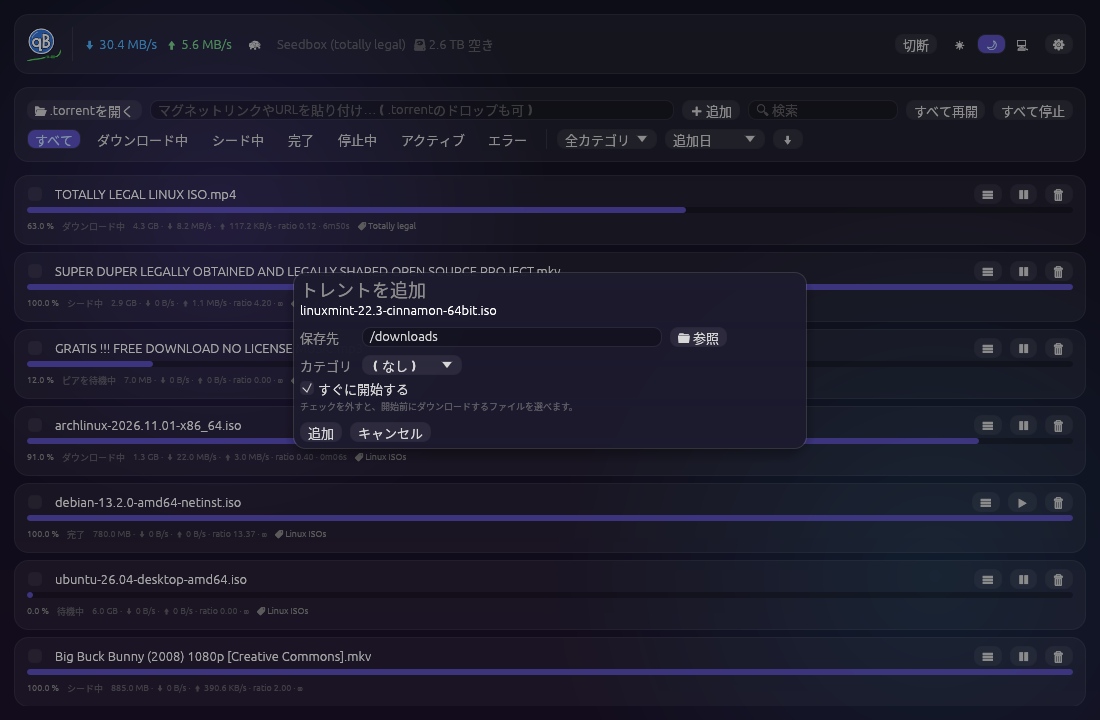 qB 30.4 MB/s 5.6 MB/s Seedbox (totally legal) 2.6 TB 空き 切断
.torrentを開く マグネットリンクやURLを貼り付け… ( .torrentのドロップも可 ) + 追加 検索 すべて再開 すべて停止
すべて ダウンロード中 シード中 完了 停止中 アクティブ エラー 全カテゴリ 追加日
TOTALLY LEGAL LINUX ISO.mp4
63.0 % ダウンロード中 4.3 GB · 8.2 MB/s · 117.2 KB/s · ratio 0.12 · 6m50s Totally legal
SUPER DUPER LEGALLY OBTAINED AND LEGALLY SHARED OPEN SOURCE PROJECT.mkv
100.0 % シード中 2.9 GB · 0 B/s · 1.1 MB/s · ratio 4.20 · ∞
トレントを追加
linuxmint-22.3-cinnamon-64bit.iso
保存先 /downloads 参照
カテゴリ ( なし )
すぐに開始する
チェックを外すと、開始前にダウンロードするファイルを選べます。
追加 キャンセル
GRATIS !!! FREE DOWNLOAD NO LICENSE
12.0 % ピアを待機中 7.0 MB · 0 B/s · 0 B/s · ratio 0.00 · ∞
archlinux-2026.11.01-x86_64.iso
91.0 % ダウンロード中 1.3 GB · 22.0 MB/s · 3.0 MB/s · ratio 0.40 · 0m06s Linux ISOs
debian-13.2.0-amd64-netinst.iso
100.0 % 完了 780.0 MB · 0 B/s · 0 B/s · ratio 13.37 · ∞ Linux ISOs
ubuntu-26.04-desktop-amd64.iso
0.0 % 待機中 6.0 GB · 0 B/s · 0 B/s · ratio 0.00 · ∞ Linux ISOs
Big Buck Bunny (2008) 1080p [Creative Commons].mkv
100.0 % シード中 885.0 MB · 0 B/s · 390.6 KB/s · ratio 2.00 · ∞